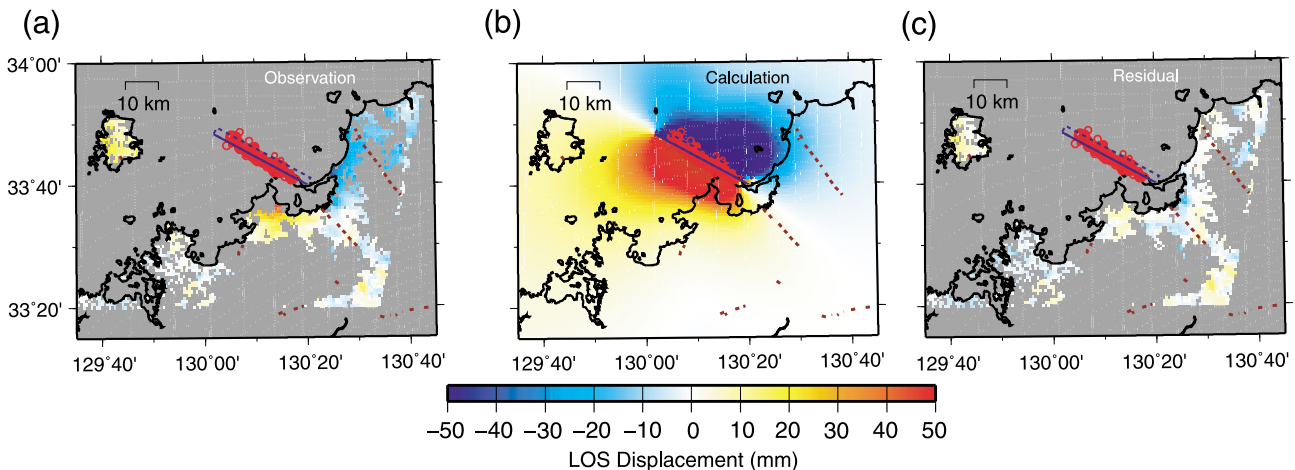 (a)
(b)
(c)
34°00'
33°40'
33°20'
Observation
10 km
Calculation
10 km
Residual
10 km
129°40' 130°00' 130°20' 130°40'
129°40' 130°00' 130°20' 130°40'
129°40' 130°00' 130°20' 130°40'
−50 −40 −30 −20 −10 0 10 20 30 40 50
LOS Displacement (mm)